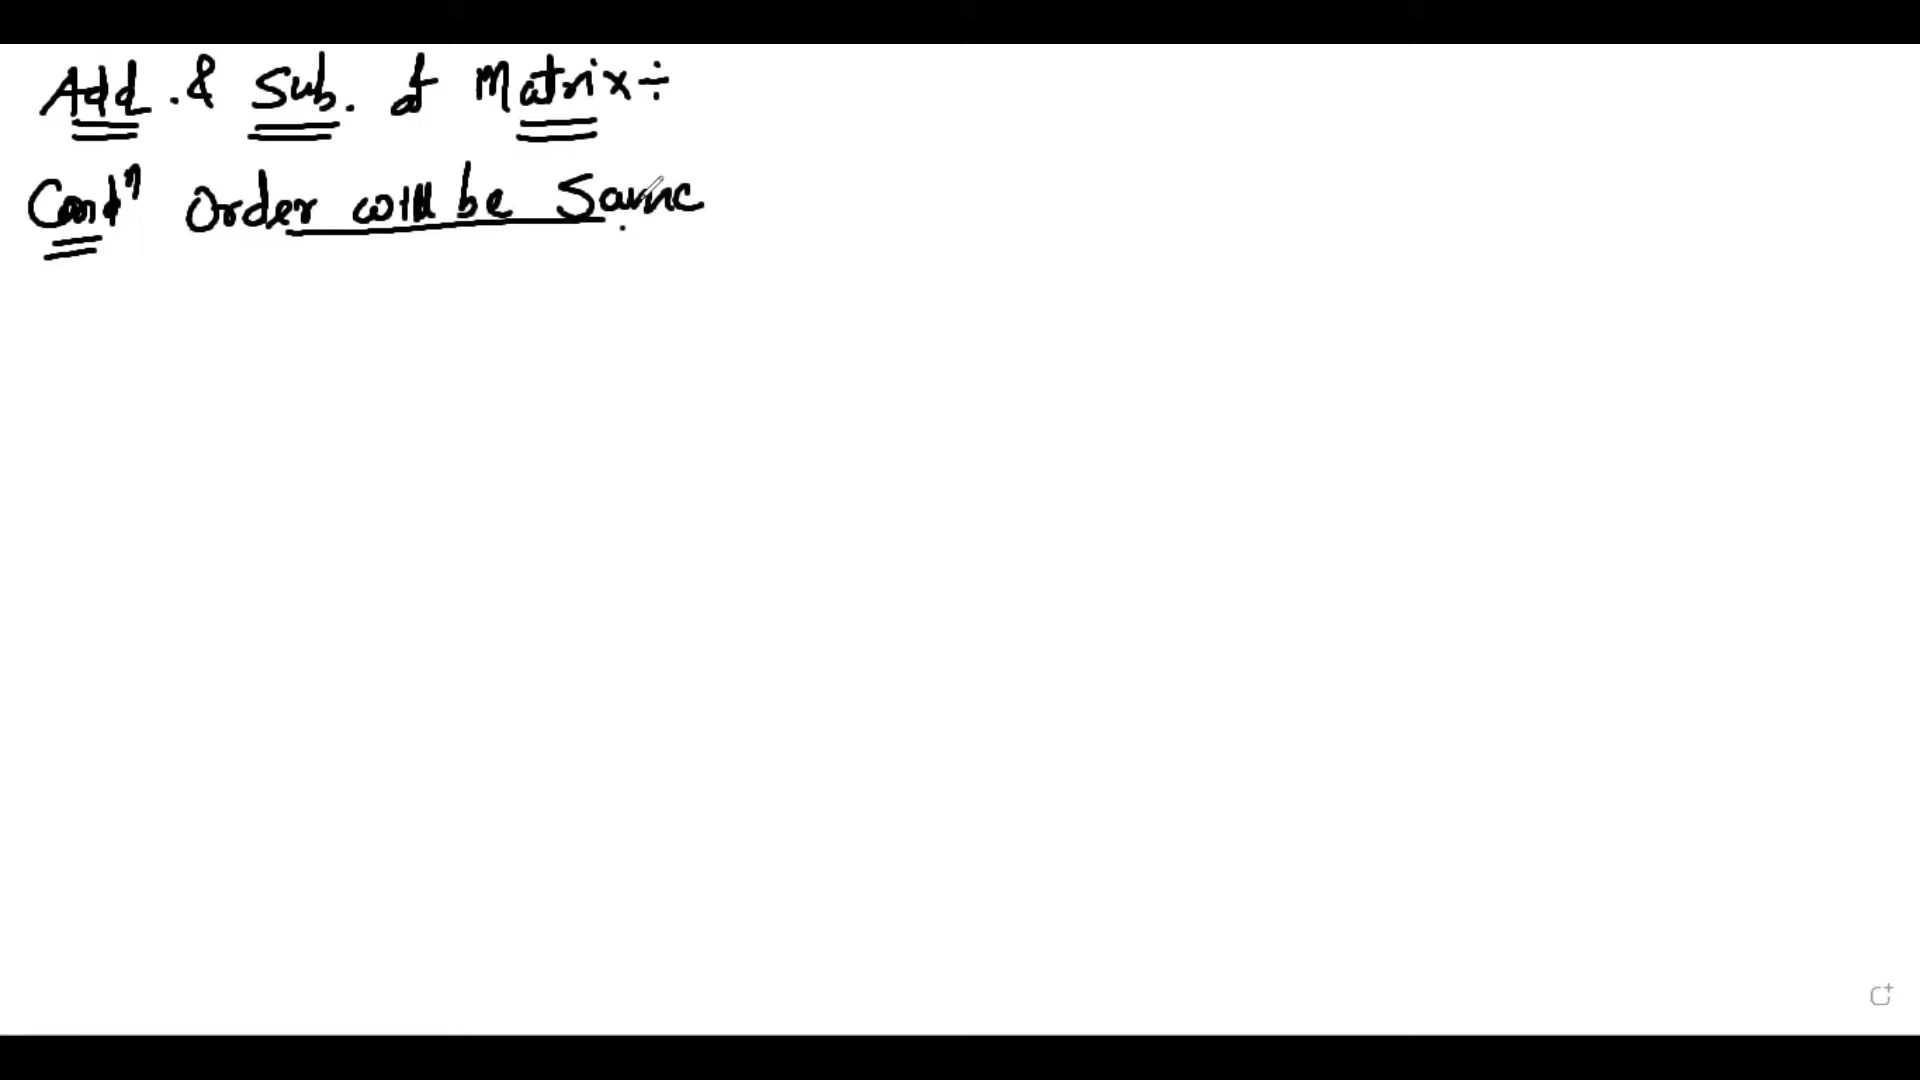 Add. & Sub. of Matrix÷
Condⁿ Order will be Same